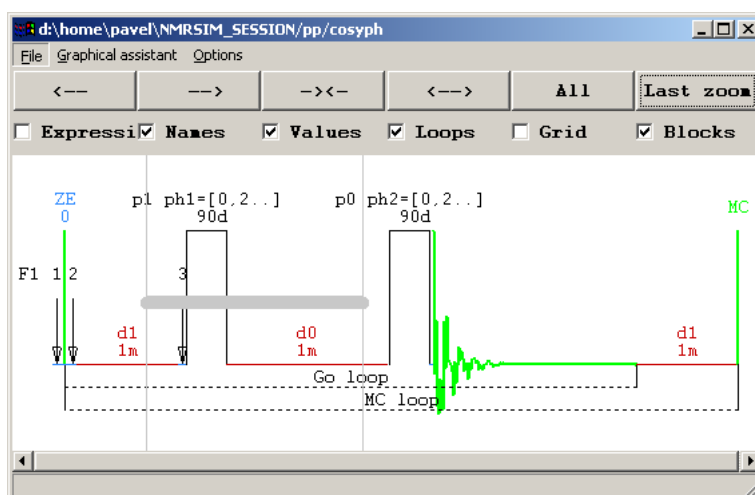 d:\home\pavel\NMRSIM_SESSION/pp/cosyph
File Graphical assistant Options
<-- --> -><- <--> All Last zoom
Expressi Names Values Loops Grid Blocks
ZE p1 ph1=[0,2..] p0 ph2=[0,2..] MC
0 90d 90d
F1 1 2 3
d1 d0 d1
1m 1m 1m
Go loop
MC loop